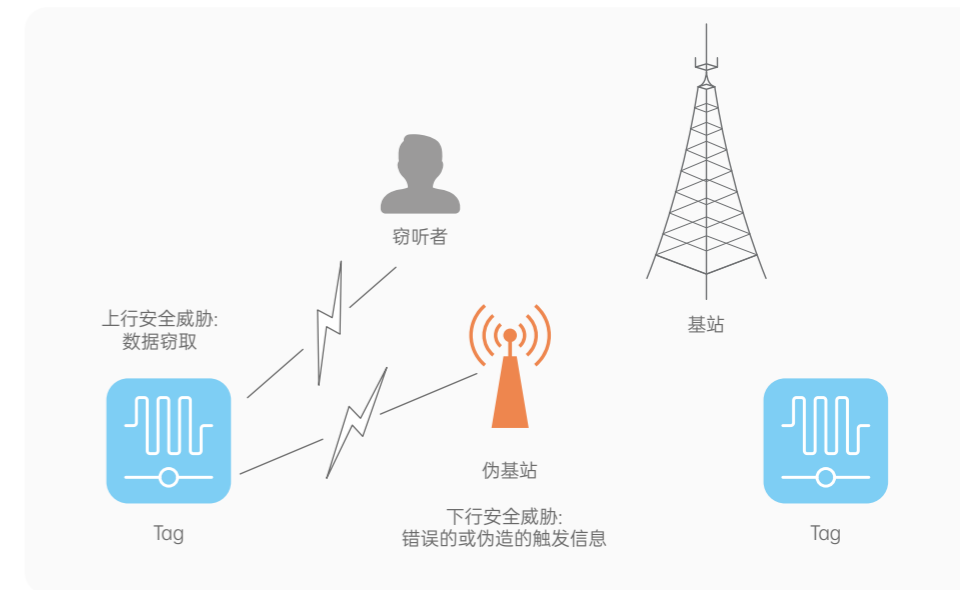 窃听者
上行安全威胁:
数据窃取
基站
伪基站
下行安全威胁:
错误的或伪造的触发信息
Tag
Tag